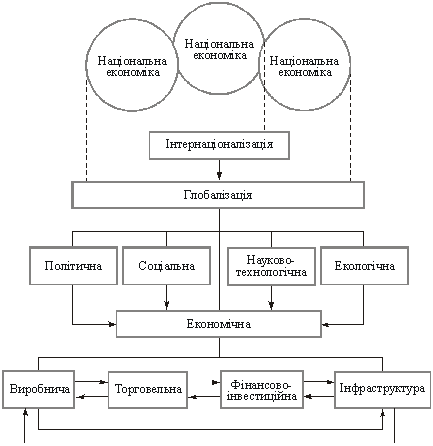 Національна
економіка
Національна
економіка
Національна
економіка
Інтернаціоналізація
Глобалізація
Політична
Соціальна
Науково-
технологічна
Екологічна
Економічна
Виробнича
Торговельна
Фінансово-
інвестиційна
Інфраструктура